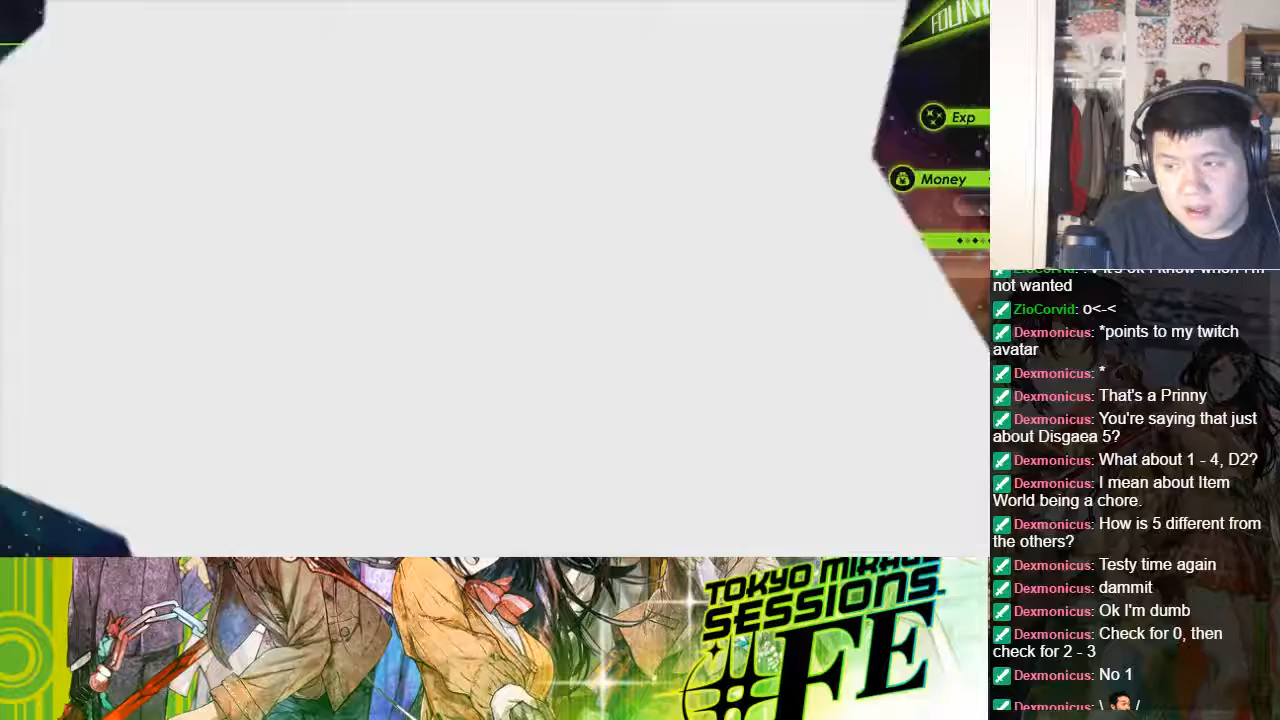 FOUN
Exp
Money
not wanted
ZioCorvid: o<-<
Dexmonicus: *points to my twitch
avatar
Dexmonicus: *
Dexmonicus: That's a Prinny
Dexmonicus: You're saying that just
about Disgaea 5?
Dexmonicus: What about 1 - 4, D2?
Dexmonicus: I mean about Item
World being a chore.
Dexmonicus: How is 5 different from
the others?
Dexmonicus: Testy time again
Dexmonicus: dammit
Dexmonicus: Ok I'm dumb
Dexmonicus: Check for 0, then
check for 2 - 3
Dexmonicus: No 1
Dexmonicus: \ /
TOKYO MIRAGE
SESSIONS
#FE